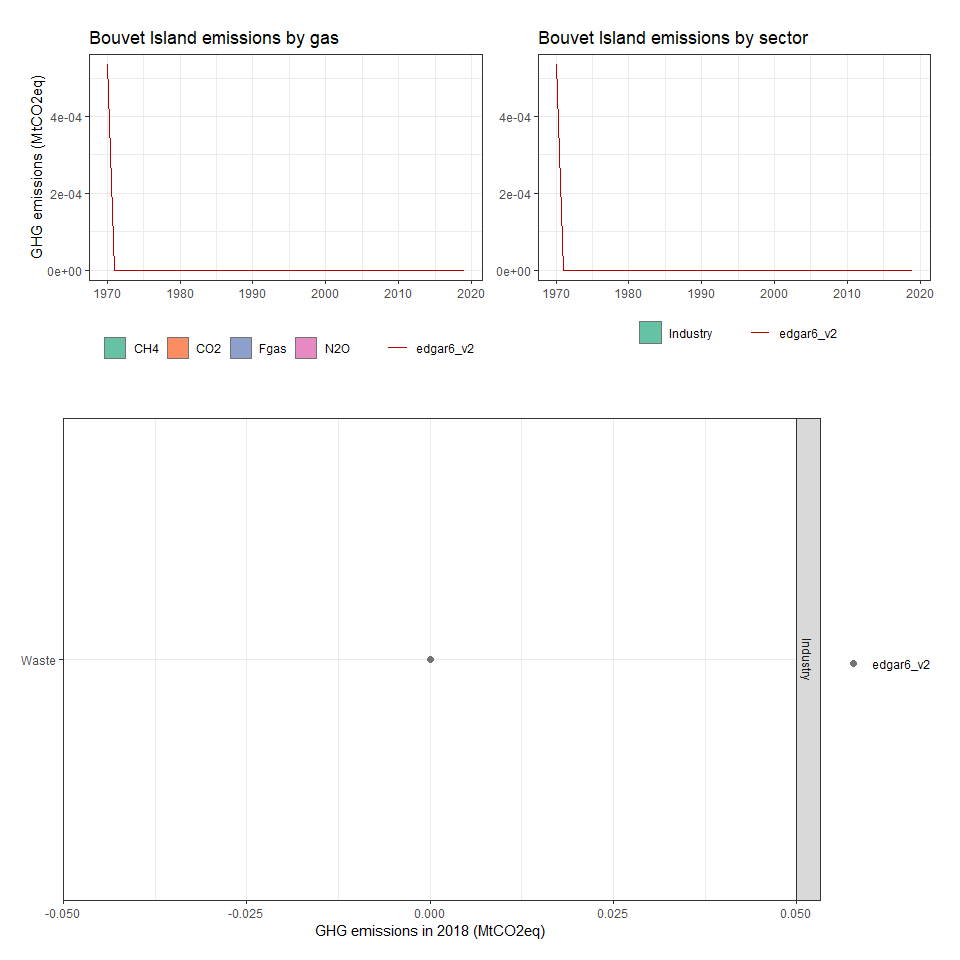 Bouvet Island emissions by gas
GHG emissions (MtCO2eq)
4e-04
2e-04
0e+00
1970 1980 1990 2000 2010 2020
CH4 CO2 Fgas N2O edgar6_v2
Bouvet Island emissions by sector
4e-04
2e-04
0e+00
1970 1980 1990 2000 2010 2020
Industry edgar6_v2
Waste
Industry
edgar6_v2
-0.050 -0.025 0.000 0.025 0.050
GHG emissions in 2018 (MtCO2eq)